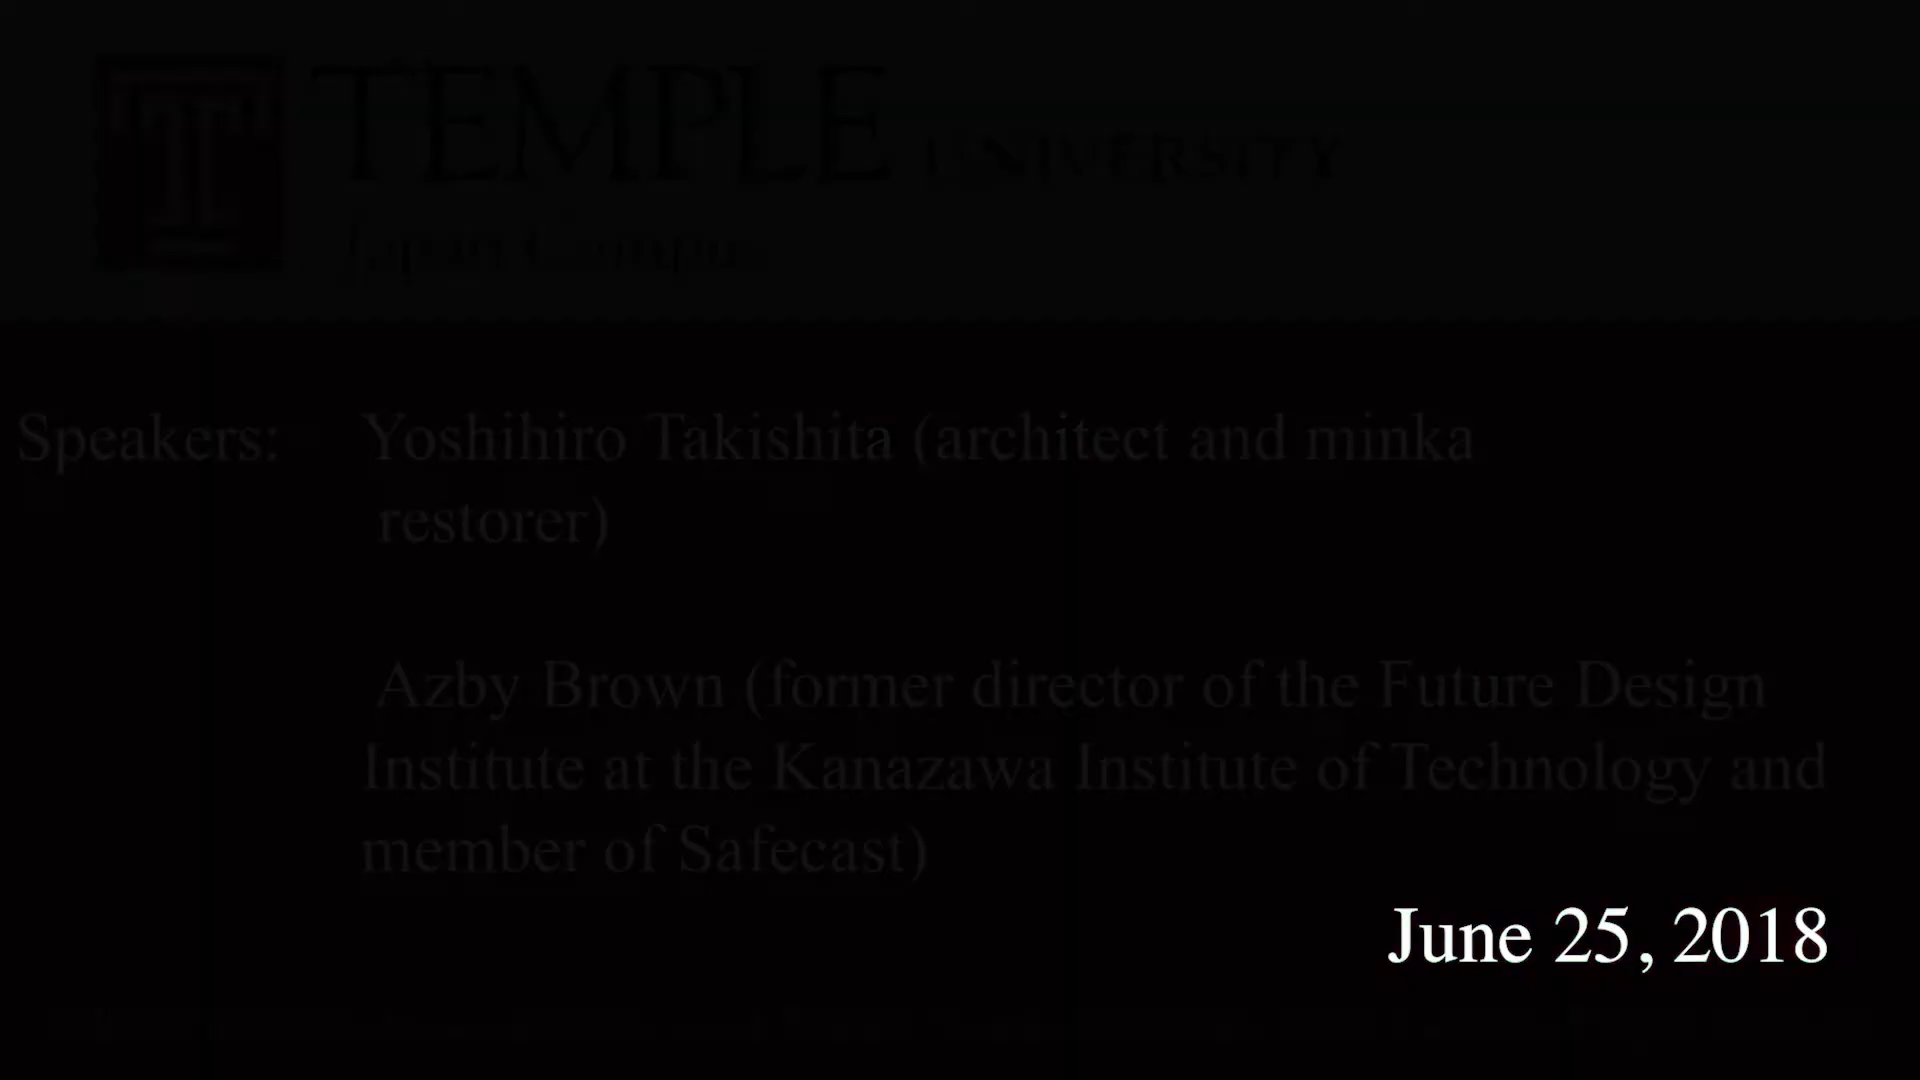 TEMPLE UNIVERSITY
Japan Campus
Speakers: Yoshihiro Takishita (architect and minka
restorer)
Azby Brown (former director of the Future Design
Institute at the Kanazawa Institute of Technology and
member of Safecast)
June 25, 2018